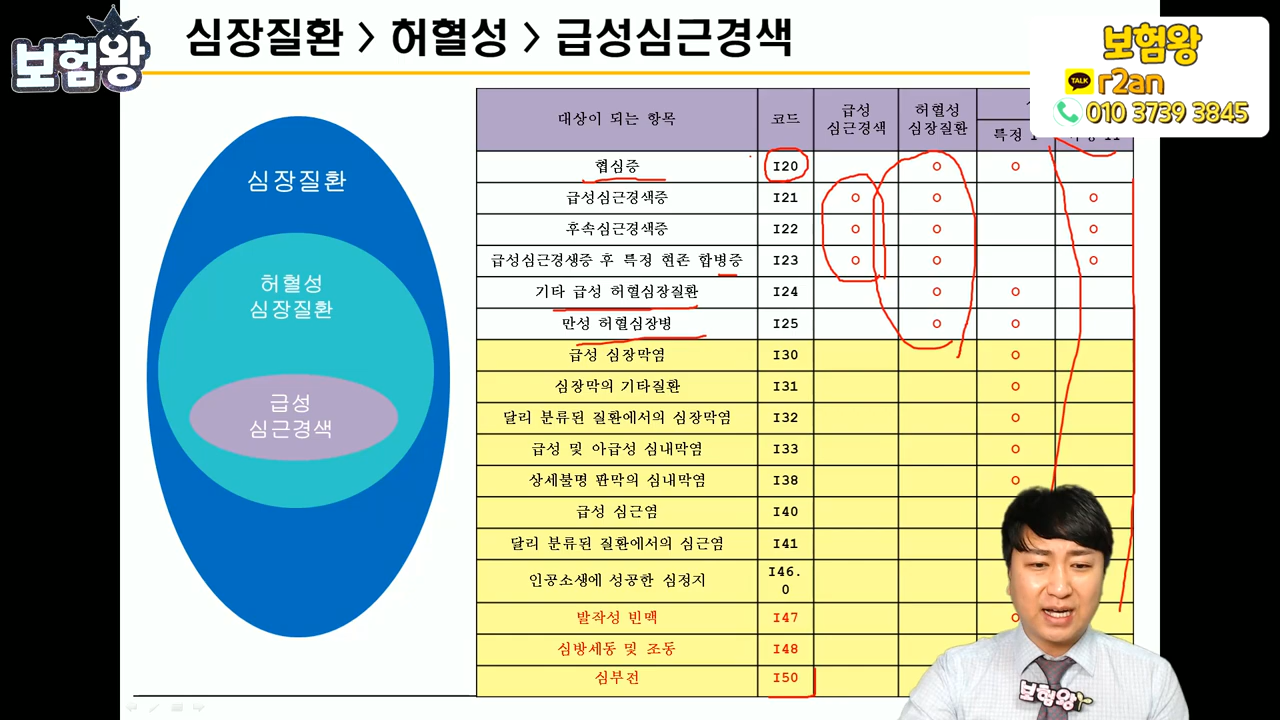 보험왕
심장질환 > 허혈성 > 급성심근경색
보험왕
TALK r2an
010 3739 3845
심장질환
허혈성
심장질환
급성
심근경색
대상이 되는 항목 코드 급성 심근경색 허혈성 심장질환
특정
협심증 I20 ○ ○
급성심근경색증 I21 ○ ○ ○
후속심근경색증 I22 ○ ○ ○
급성심근경생증 후 특정 현존 합병증 I23 ○ ○ ○
기타 급성 허혈심장질환 I24 ○ ○
만성 허혈심장병 I25 ○ ○
급성 심장막염 I30 ○
심장막의 기타질환 I31 ○
달리 분류된 질환에서의 심장막염 I32 ○
급성 및 아급성 심내막염 I33 ○
상세불명 판막의 심내막염 I38 ○
급성 심근염 I40
달리 분류된 질환에서의 심근염 I41
인공소생에 성공한 심정지 I46.0
발작성 빈맥 I47 ○
심방세동 및 조동 I48
심부전 I50
보험왕